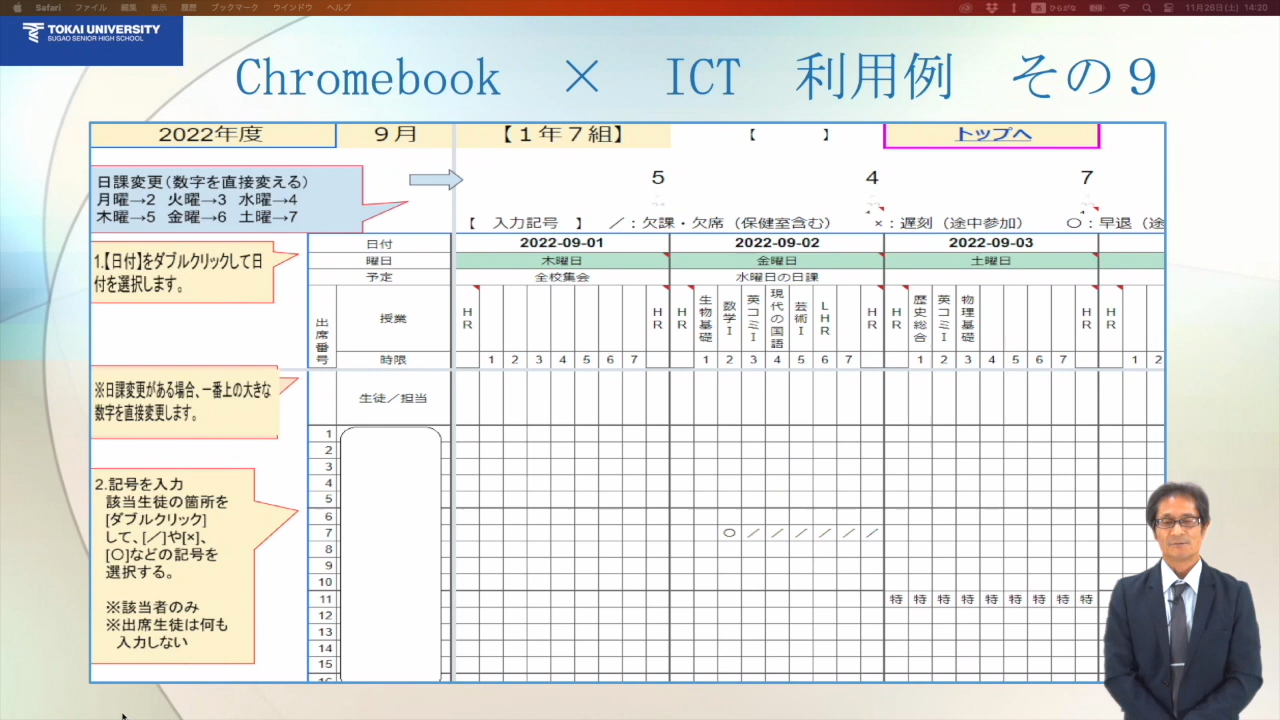 Safari ファイル 編集 表示 履歴 ブックマーク ウインドウ ヘルプ
ひらがな 11月26日(土) 14:20
TOKAI UNIVERSITY
SUGAO SENIOR HIGH SCHOOL
Chromebook × ICT 利用例 その9
2022年度 9月 【1年7組】 【 】 トップへ
日課変更(数字を直接変える)
月曜→2 火曜→3 水曜→4
木曜→5 金曜→6 土曜→7
5 4 7
【 入力記号 】 /:欠課・欠席(保健室含む) ×:遅刻(途中参加) ○:早退(途
日付 2022-09-01 2022-09-02 2022-09-03
曜日 木曜日 金曜日 土曜日
予定 全校集会 水曜日の日課
1.【日付】をダブルクリックして日
付を選択します。
出席番号
授業 HR HR HR 生物基礎 数学Ⅰ 英コミⅠ 現代の国語 芸術Ⅰ LHR HR HR 歴史総合 英コミⅠ 物理基礎 HR HR
時限 1 2 3 4 5 6 7 1 2 3 4 5 6 7 1 2 3 4 5 6 7 1 2
※日課変更がある場合、一番上の大きな
数字を直接変更します。
生徒/担当
2.記号を入力
該当生徒の箇所を
[ダブルクリック]
して、[/]や[×]、
[○]などの記号を
選択する。
※該当者のみ
※出席生徒は何も
入力しない
1
2
3
4
5
6
7 ○ / / / / / /
8
9
10
11 特 特 特 特 特 特 特 特 特
12
13
14
15
16